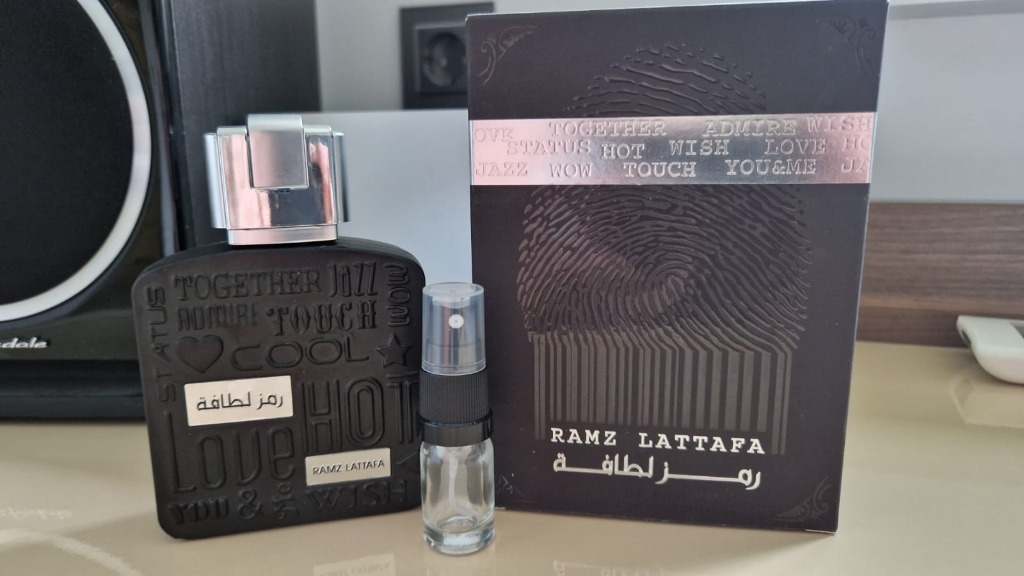 TOGETHER JAZZ
WOW
STATUS
ADMIRE TOUCH
COOL
رمز لطافة
Love HOT
RAMZ LATTAFA
YOU &
WISH
OVE TOGETHER ADMIRE WISH
STATUS HOT WISH LOVE HO
JAZZ WOW TOUCH YOU&ME JA
RAMZ LATTAFA
رمز لطافة